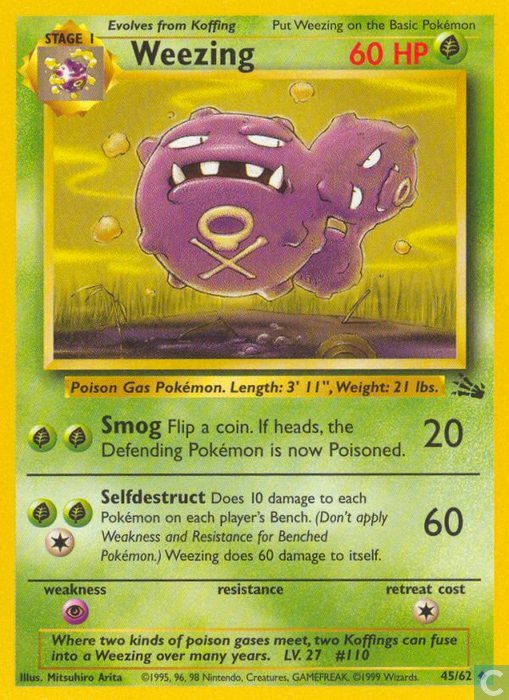 Evolves from Koffing
Put Weezing on the Basic Pokémon
STAGE 1
Weezing
60 HP
Poison Gas Pokémon. Length: 3' 11", Weight: 21 lbs.
Smog Flip a coin. If heads, the
Defending Pokémon is now Poisoned.
20
Selfdestruct Does 10 damage to each
Pokémon on each player's Bench. (Don't apply
Weakness and Resistance for Benched
Pokémon.) Weezing does 60 damage to itself.
60
weakness
resistance
retreat cost
Where two kinds of poison gases meet, two Koffings can fuse
into a Weezing over many years. LV. 27 #110
Illus. Mitsuhiro Arita
©1995, 96, 98 Nintendo, Creatures, GAMEFREAK. ©1999 Wizards.
45/62
C